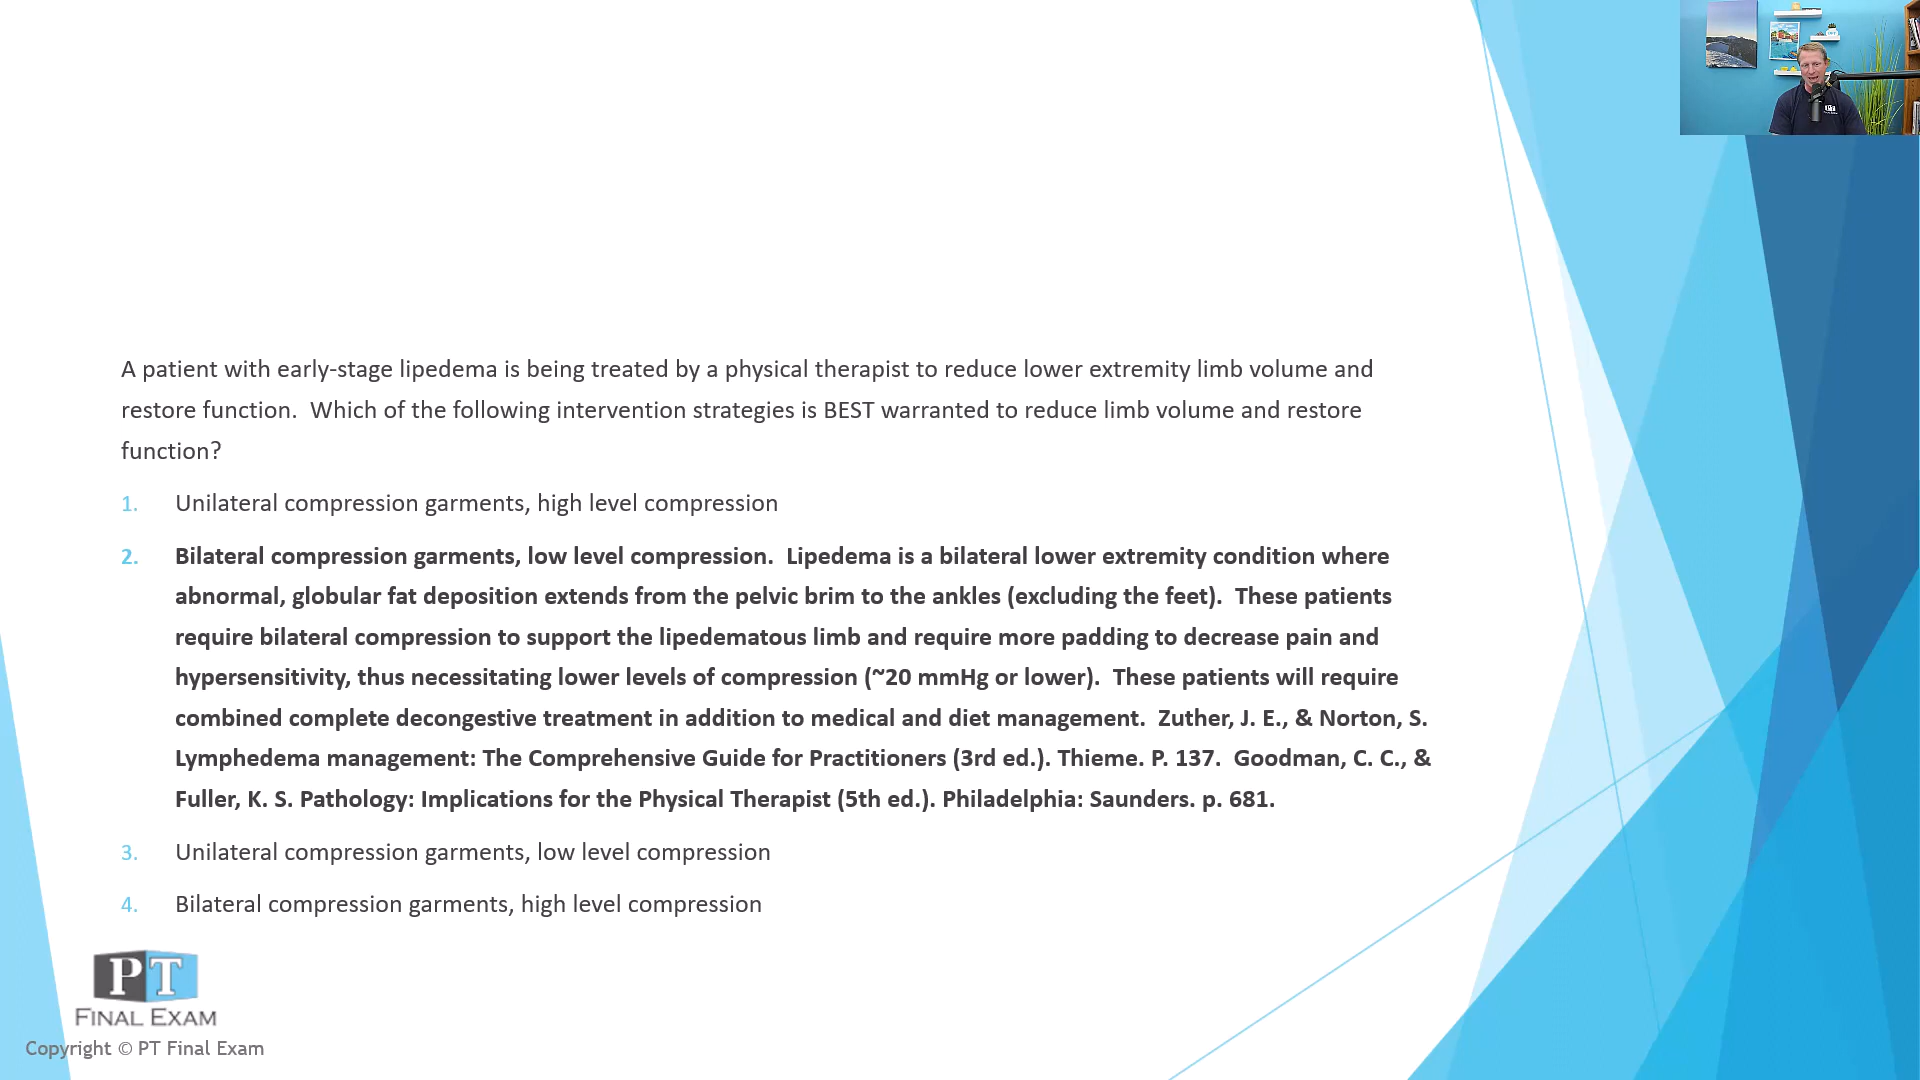 A patient with early-stage lipedema is being treated by a physical therapist to reduce lower extremity limb volume and
restore function.  Which of the following intervention strategies is BEST warranted to reduce limb volume and restore
function?
1. Unilateral compression garments, high level compression
2. Bilateral compression garments, low level compression.  Lipedema is a bilateral lower extremity condition where
abnormal, globular fat deposition extends from the pelvic brim to the ankles (excluding the feet).  These patients
require bilateral compression to support the lipedematous limb and require more padding to decrease pain and
hypersensitivity, thus necessitating lower levels of compression (~20 mmHg or lower).  These patients will require
combined complete decongestive treatment in addition to medical and diet management.  Zuther, J. E., & Norton, S.
Lymphedema management: The Comprehensive Guide for Practitioners (3rd ed.). Thieme. P. 137.  Goodman, C. C., &
Fuller, K. S. Pathology: Implications for the Physical Therapist (5th ed.). Philadelphia: Saunders. p. 681.
3. Unilateral compression garments, low level compression
4. Bilateral compression garments, high level compression
PT
FINAL EXAM
Copyright © PT Final Exam